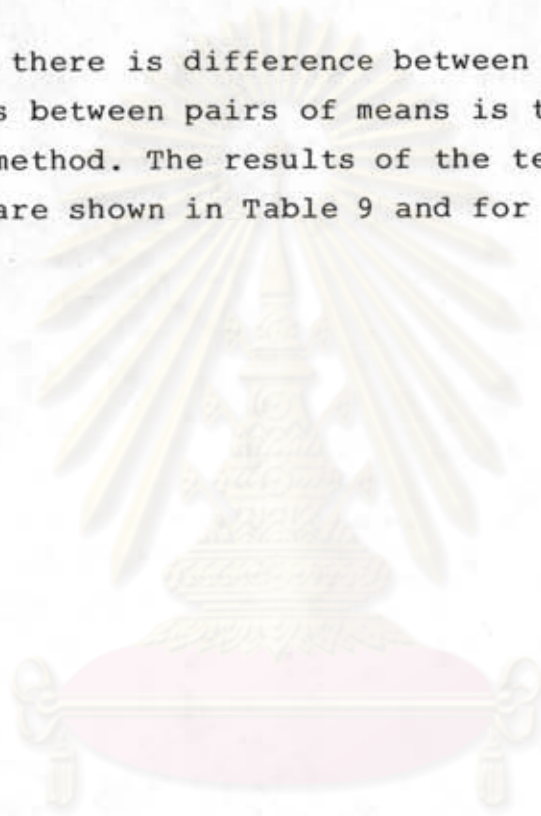 there is difference between
between pairs of means is
method. The results of the
are shown in Table 9 and for